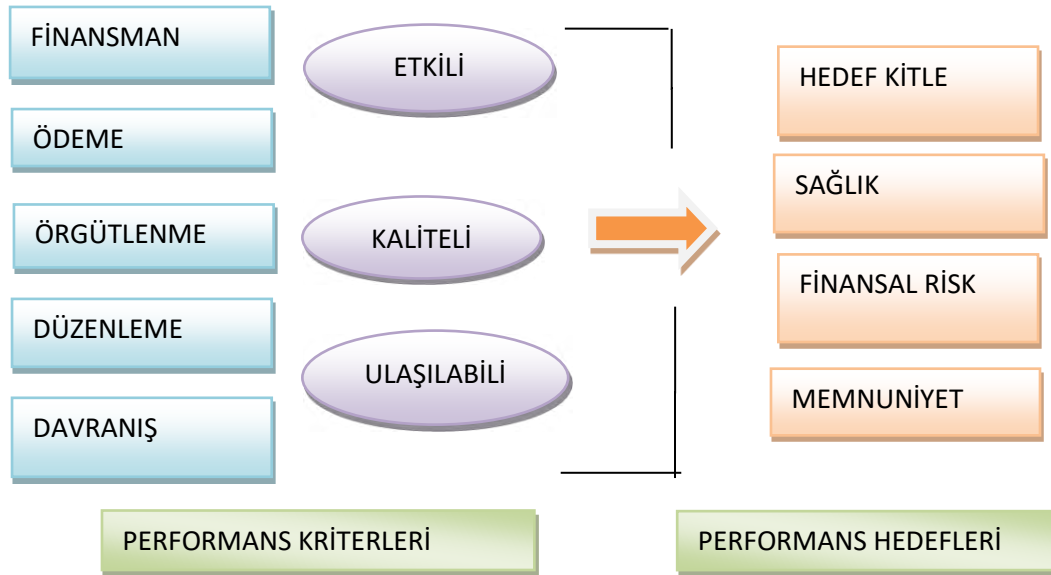 FİNANSMAN
ÖDEME
ÖRGÜTLENME
DÜZENLEME
DAVRANIŞ
ETKİLİ
KALİTELİ
ULAŞILABİLİ
HEDEF KİTLE
SAĞLIK
FİNANSAL RİSK
MEMNUNİYET
PERFORMANS KRİTERLERİ
PERFORMANS HEDEFLERİ